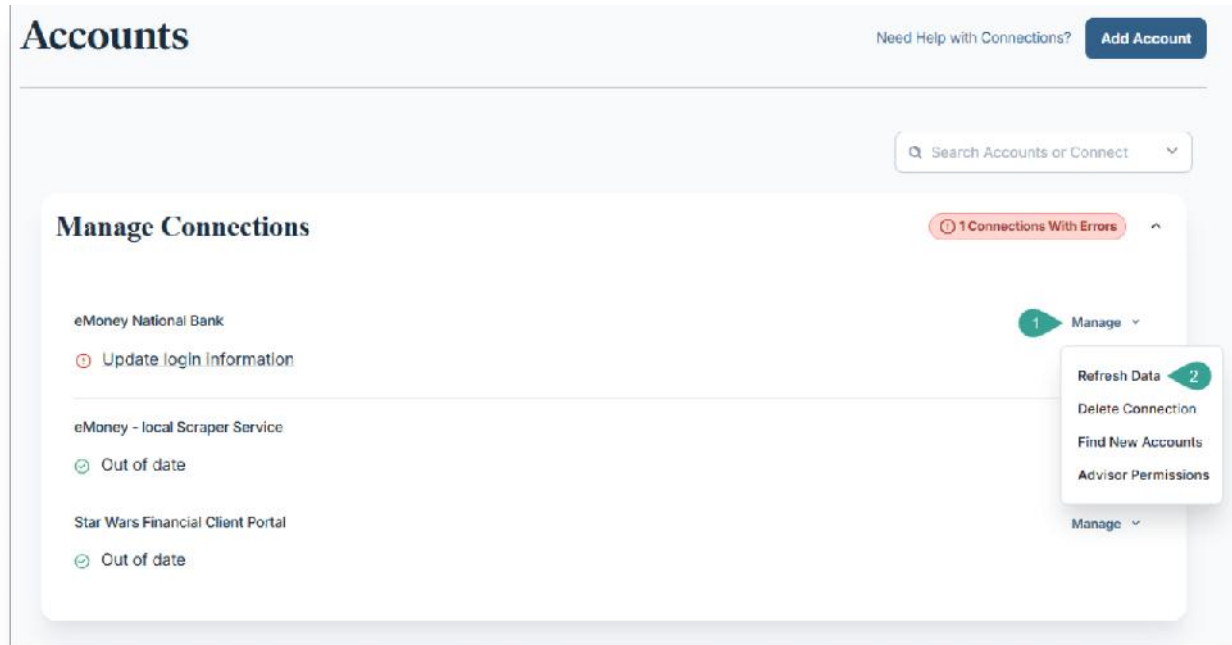 Accounts
Need Help with Connections?
Add Account
Search Accounts or Connect
Manage Connections
1 Connections With Errors
eMoney National Bank
1
Manage
Update login information
Refresh Data
2
Delete Connection
eMoney - local Scraper Service
Find New Accounts
Out of date
Advisor Permissions
Star Wars Financial Client Portal
Manage
Out of date